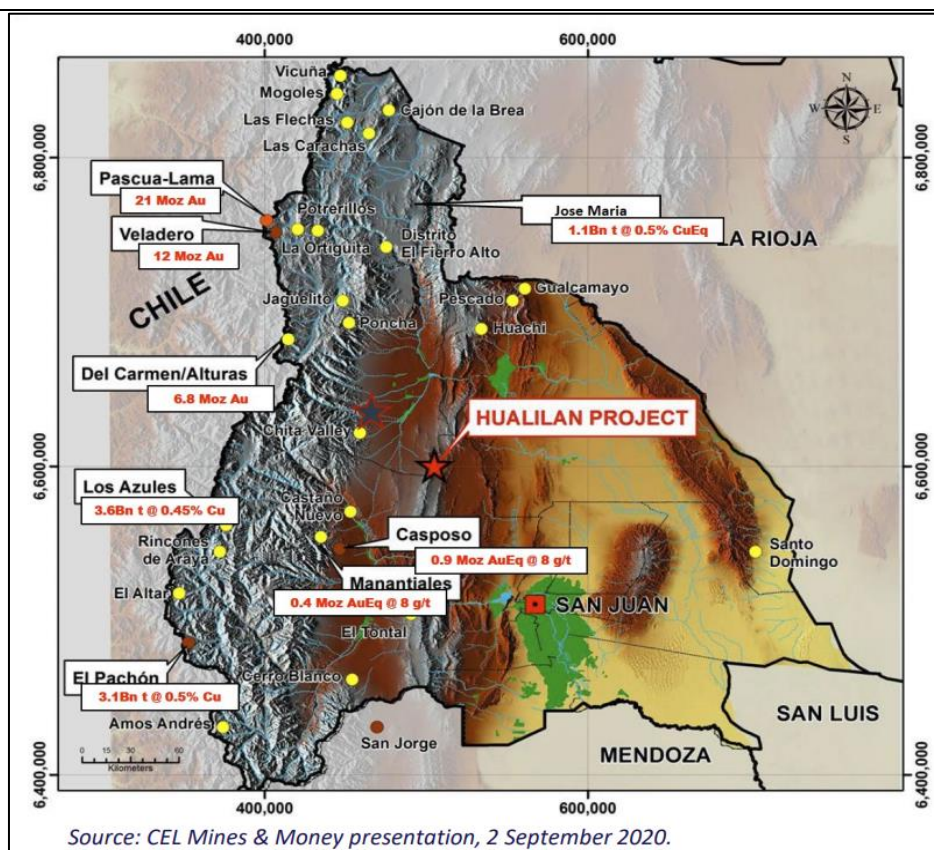 400,000
600,000
Vicuña
Mogoles
Cajón de la Brea
Las Flechas
Las Carachas
N
W
E
S
6,800,000
6,800,000
Pascua-Lama
21 Moz Au
Potrerillos
Jose Maria
1.1Bn t @ 0.5% CuEq
Veladero
12 Moz Au
La Ortiguita
Distrito
El Fierro Alto
LA RIOJA
CHILE
Jaguelito
Pescado
Gualcamayo
Poncha
Huachi
Del Carmen/Alturas
6.8 Moz Au
HUALILAN PROJECT
Chita Valley
6,600,000
6,600,000
Los Azules
3.6Bn t @ 0.45% Cu
Castaño
Nuevo
Rincones
de Araya
Casposo
0.9 Moz AuEq @ 8 g/t
Santo
Domingo
El Altar
Manantiales
0.4 Moz AuEq @ 8 g/t
SAN JUAN
El Tontal
El Pachón
3.1Bn t @ 0.5% Cu
Cerro Blanco
Amos Andrés
San Jorge
SAN LUIS
MENDOZA
0 15 30 60
Kilometers
6,400,000
6,400,000
400,000
600,000
Source: CEL Mines & Money presentation, 2 September 2020.